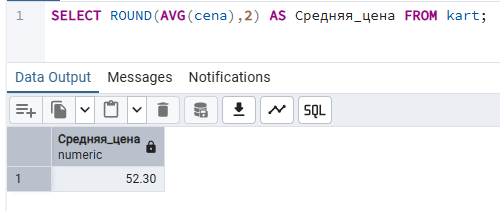 1 SELECT ROUND(AVG(cena),2) AS Средняя_цена FROM kart;
Data Output Messages Notifications
SQL
Средняя_цена
numeric
1 52.30